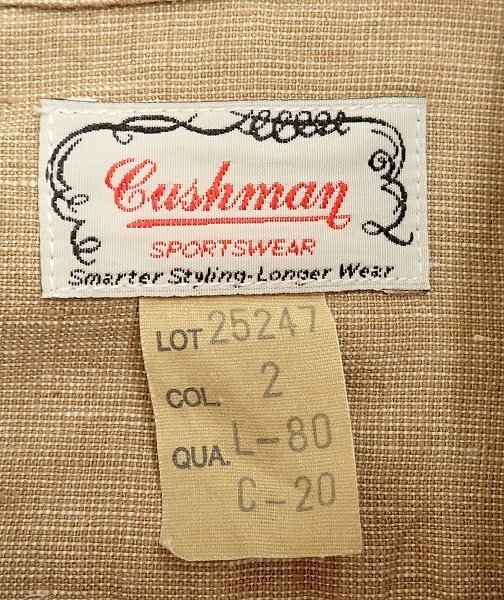 Cushman
SPORTSWEAR
Smarter Styling-Longer Wear
LOT 25247
COL. 2
QUA. L-80
C-20